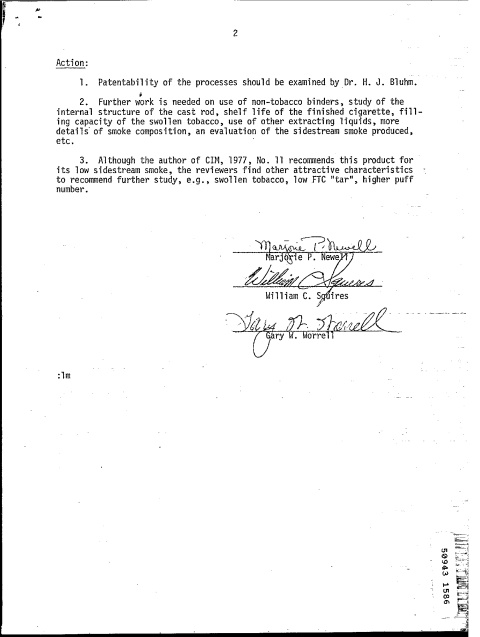 2
Action:
1. Patentability of the processes should be examined by Dr. H. J. Bluhm.
2. Further work is needed on use of non-tobacco binders, study of the
internal structure of the cast rod, shelf life of the finished cigarette, fill-
ing capacity of the swollen tobacco, use of other extracting liquids, more
details of smoke composition, an evaluation of the sidestream smoke produced,
etc.
3. Although the author of CIM, 1977, No. 11 recommends this product for
its low sidestream smoke, the reviewers find other attractive characteristics
to recommend further study, e.g., swollen tobacco, low FTC "tar", higher puff
number.
Marjorie P. Newell
Marjorie P. Newell
William Squires
William C. Squires
Gary W. Worrell
Gary W. Worrell
:lm
50943 1586